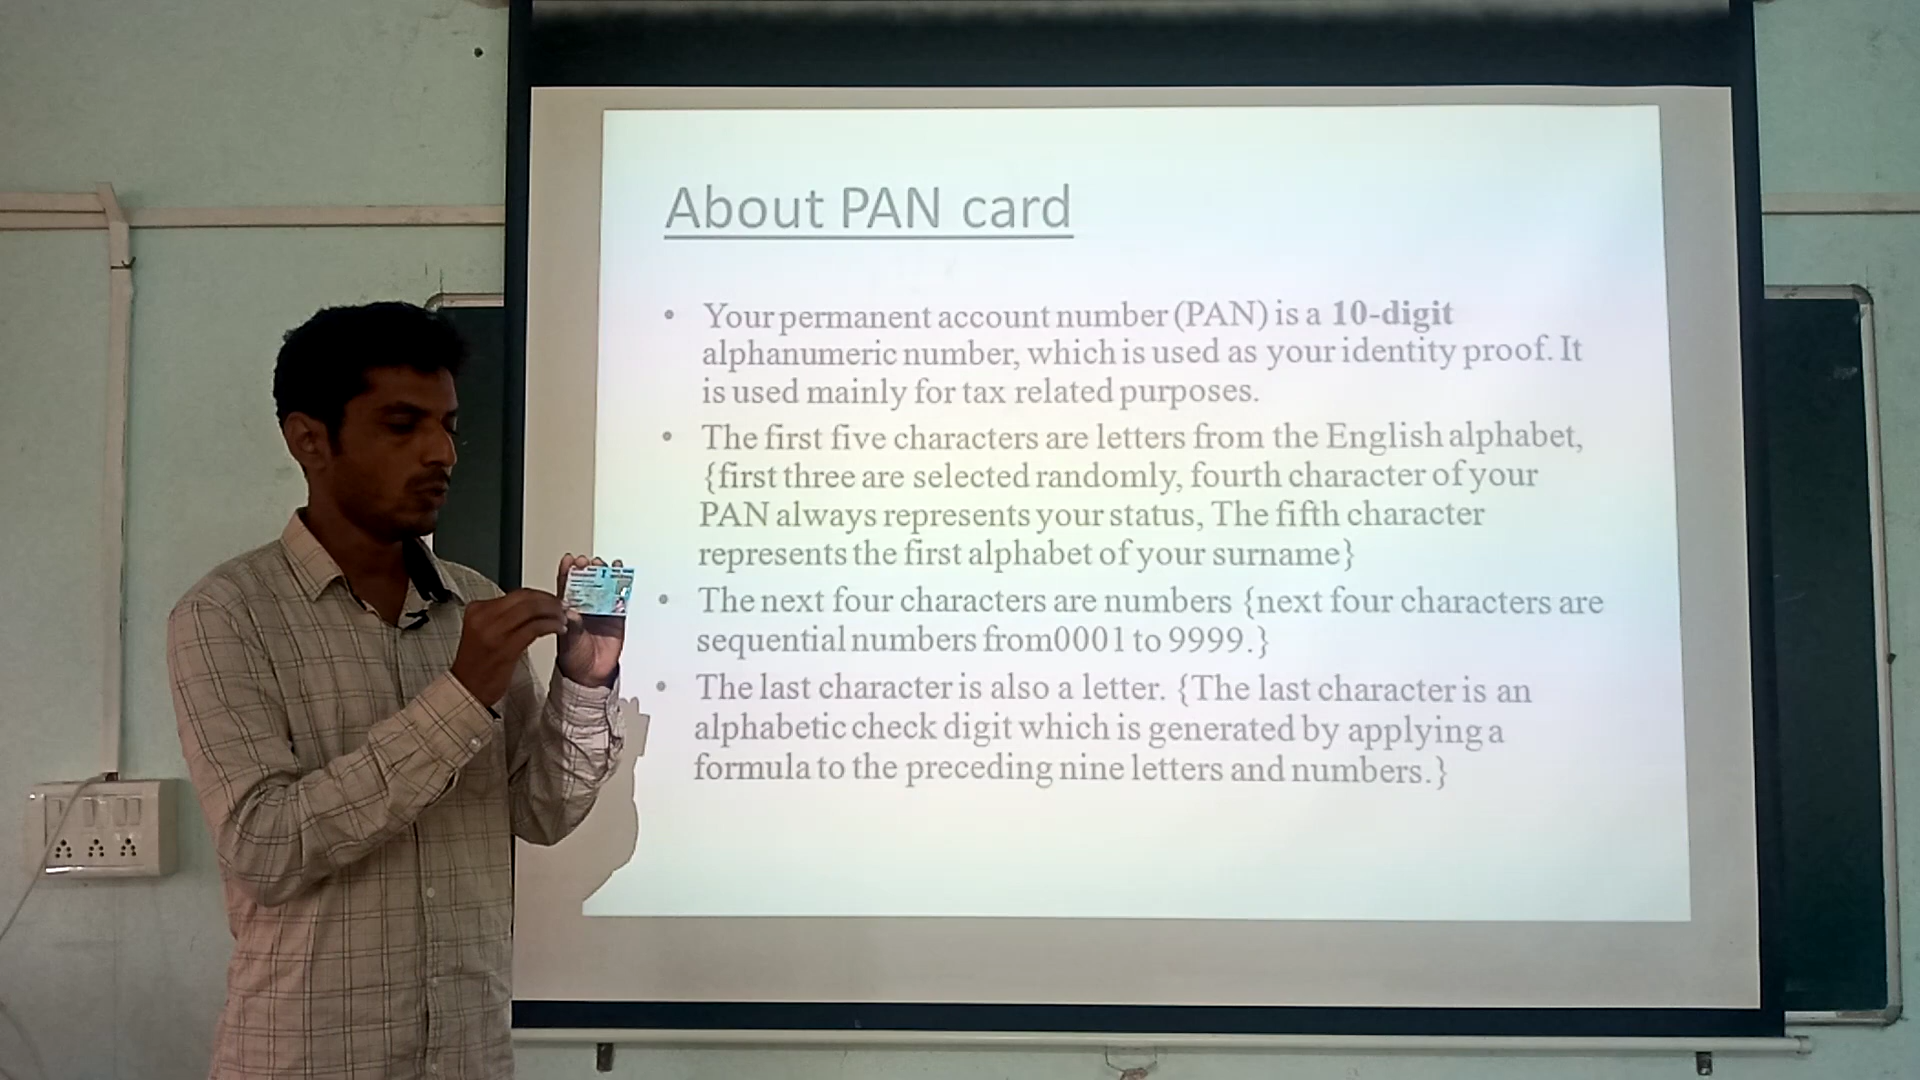 About PAN card
• Your permanent account number (PAN) is a 10-digit
alphanumeric number, which is used as your identity proof. It
is used mainly for tax related purposes.
• The first five characters are letters from the English alphabet,
{first three are selected randomly, fourth character of your
PAN always represents your status, The fifth character
represents the first alphabet of your surname}
• The next four characters are numbers {next four characters are
sequential numbers from0001 to 9999.}
• The last character is also a letter. {The last character is an
alphabetic check digit which is generated by applying a
formula to the preceding nine letters and numbers.}